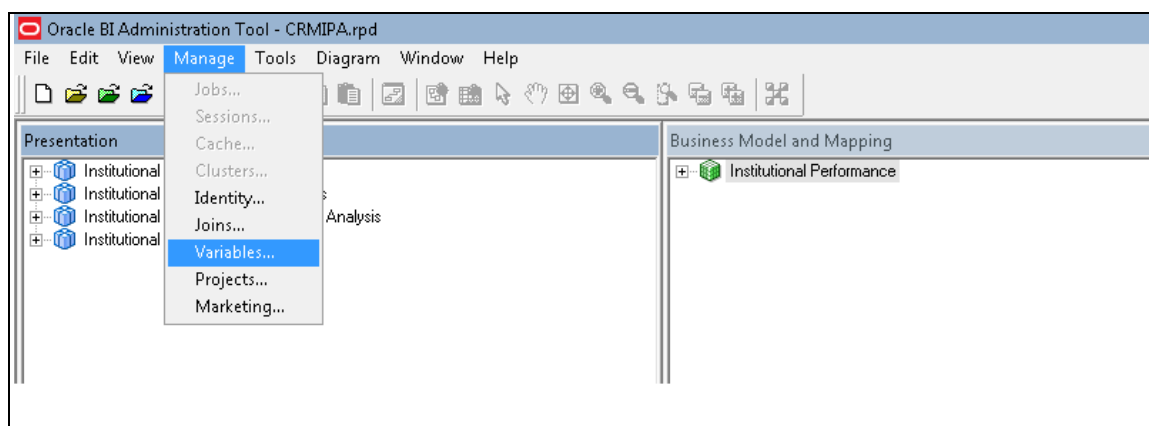 Oracle BI Administration Tool - CRMIPA.rpd
File Edit View Manage Tools Diagram Window Help
Jobs...
Sessions...
Presentation
Cache...
Business Model and Mapping
Institutional
Clusters...
Institutional Performance
Institutional
Identity...
Institutional
Joins...
Analysis
Institutional
Variables...
Projects...
Marketing...